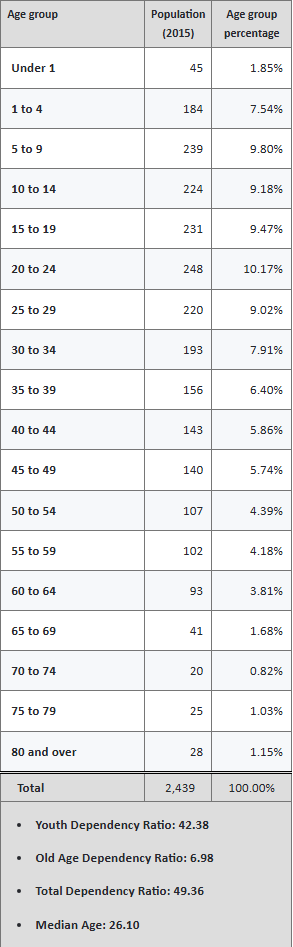 Age group Population Age group
(2015) percentage
Under 1 45 1.85%
1 to 4 184 7.54%
5 to 9 239 9.80%
10 to 14 224 9.18%
15 to 19 231 9.47%
20 to 24 248 10.17%
25 to 29 220 9.02%
30 to 34 193 7.91%
35 to 39 156 6.40%
40 to 44 143 5.86%
45 to 49 140 5.74%
50 to 54 107 4.39%
55 to 59 102 4.18%
60 to 64 93 3.81%
65 to 69 41 1.68%
70 to 74 20 0.82%
75 to 79 25 1.03%
80 and over 28 1.15%
Total 2,439 100.00%
• Youth Dependency Ratio: 42.38
• Old Age Dependency Ratio: 6.98
• Total Dependency Ratio: 49.36
• Median Age: 26.10